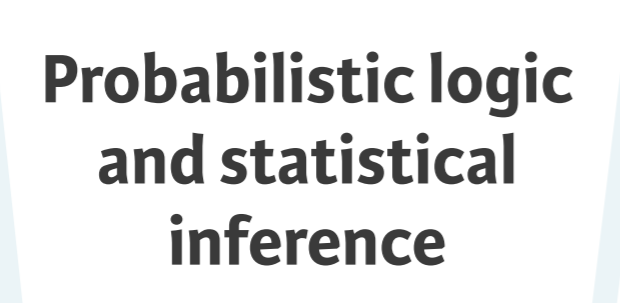 Probabilistic logic
and statistical
inference